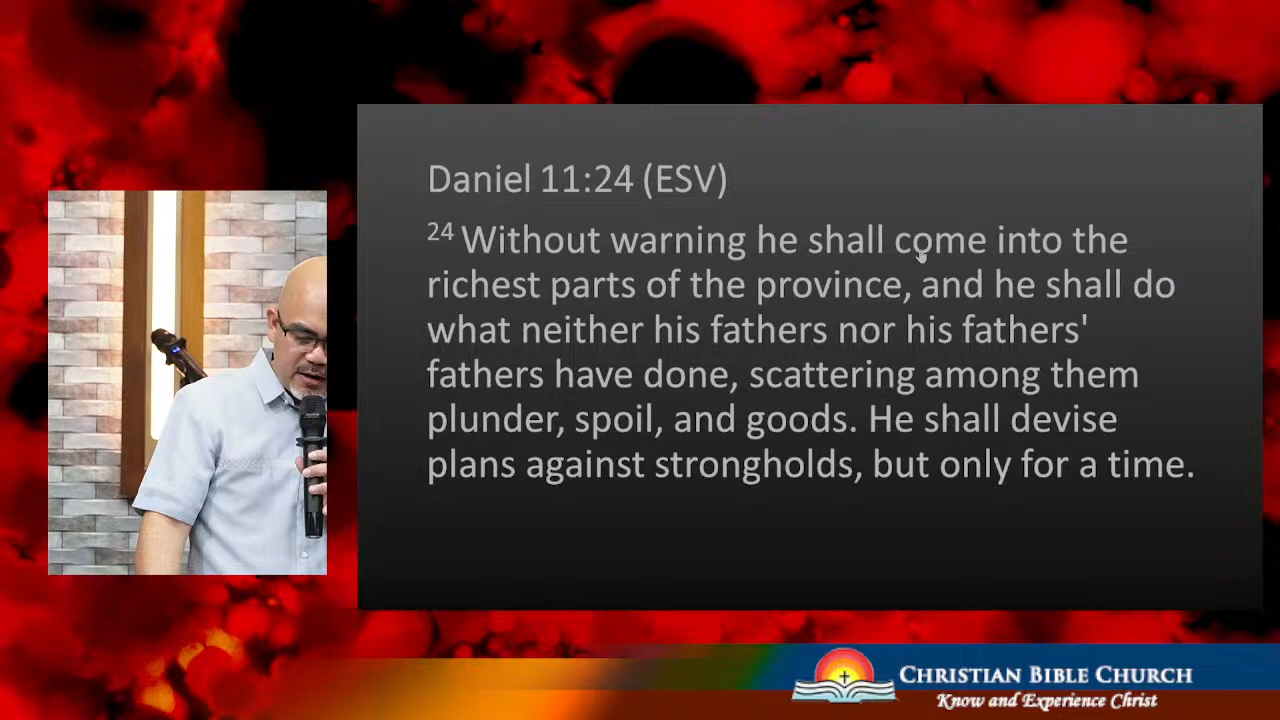 Daniel 11:24 (ESV)
24 Without warning he shall come into the
richest parts of the province, and he shall do
what neither his fathers nor his fathers'
fathers have done, scattering among them
plunder, spoil, and goods. He shall devise
plans against strongholds, but only for a time.
CHRISTIAN BIBLE CHURCH
Know and Experience Christ